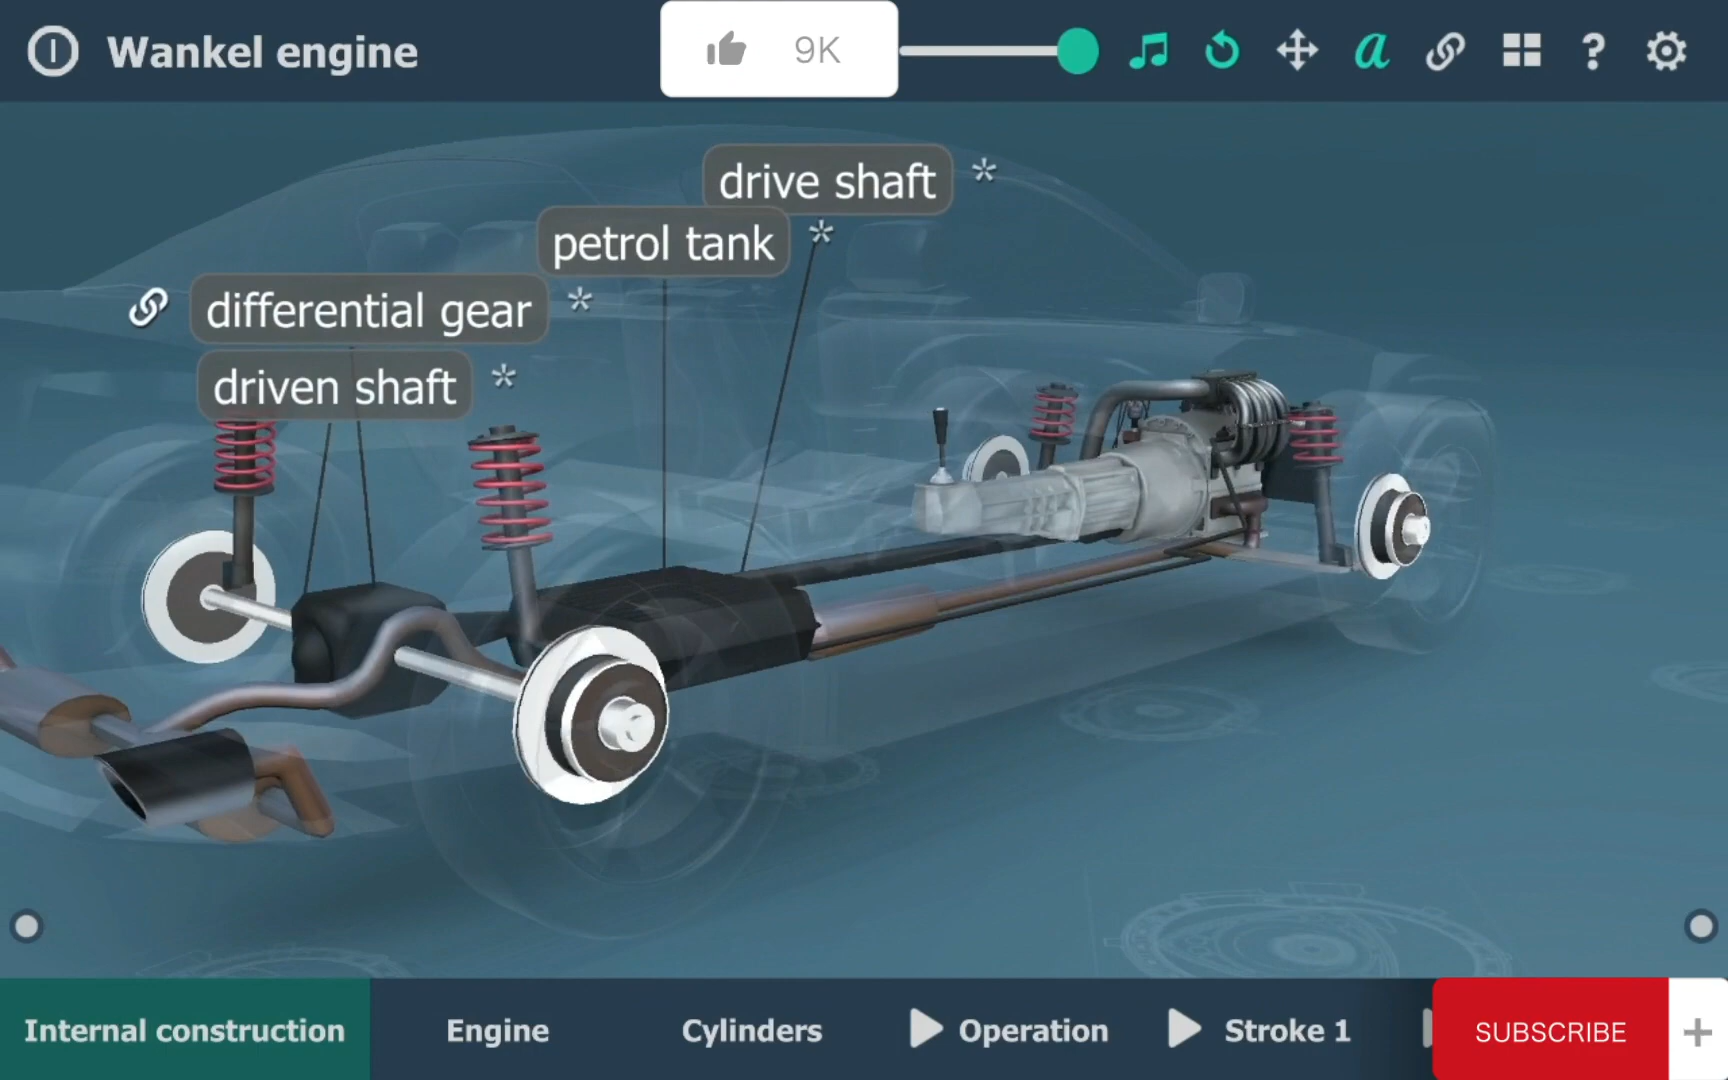 Wankel engine
9K
a
?
drive shaft *
petrol tank *
differential gear *
driven shaft *
Internal construction
Engine
Cylinders
Operation
Stroke 1
SUBSCRIBE
+